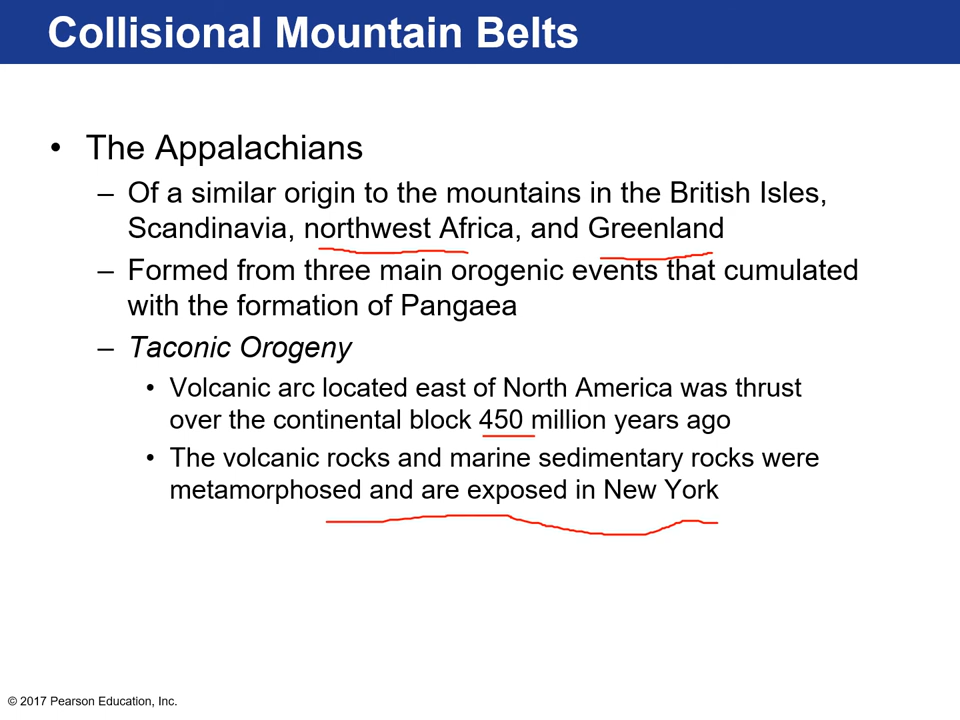 Collisional Mountain Belts
• The Appalachians
– Of a similar origin to the mountains in the British Isles,
Scandinavia, northwest Africa, and Greenland
– Formed from three main orogenic events that cumulated
with the formation of Pangaea
– Taconic Orogeny
• Volcanic arc located east of North America was thrust
over the continental block 450 million years ago
• The volcanic rocks and marine sedimentary rocks were
metamorphosed and are exposed in New York
© 2017 Pearson Education, Inc.